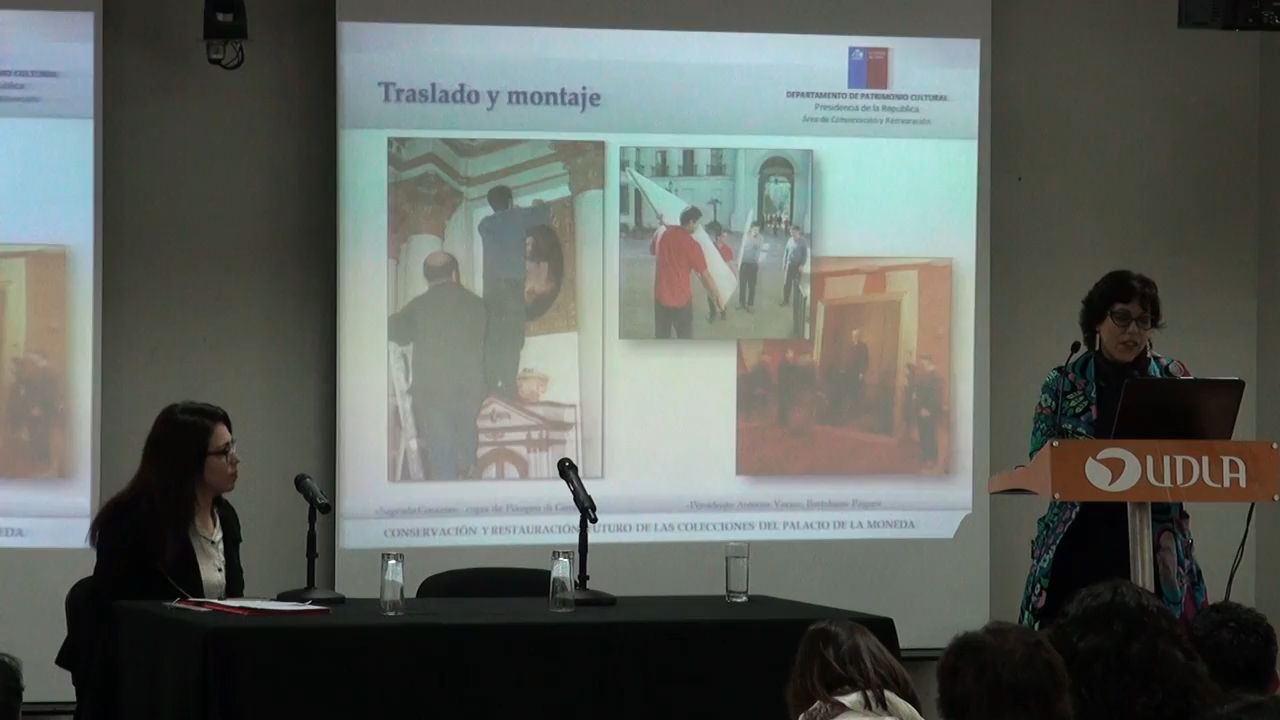 Traslado y montaje
DEPARTAMENTO DE PATRIMONIO CULTURAL
Presidencia de la República
Área de Conservación y Restauración
CONSERVACIÓN Y RESTAURACIÓN FUTURO DE LAS COLECCIONES DEL PALACIO DE LA MONEDA
UDLA